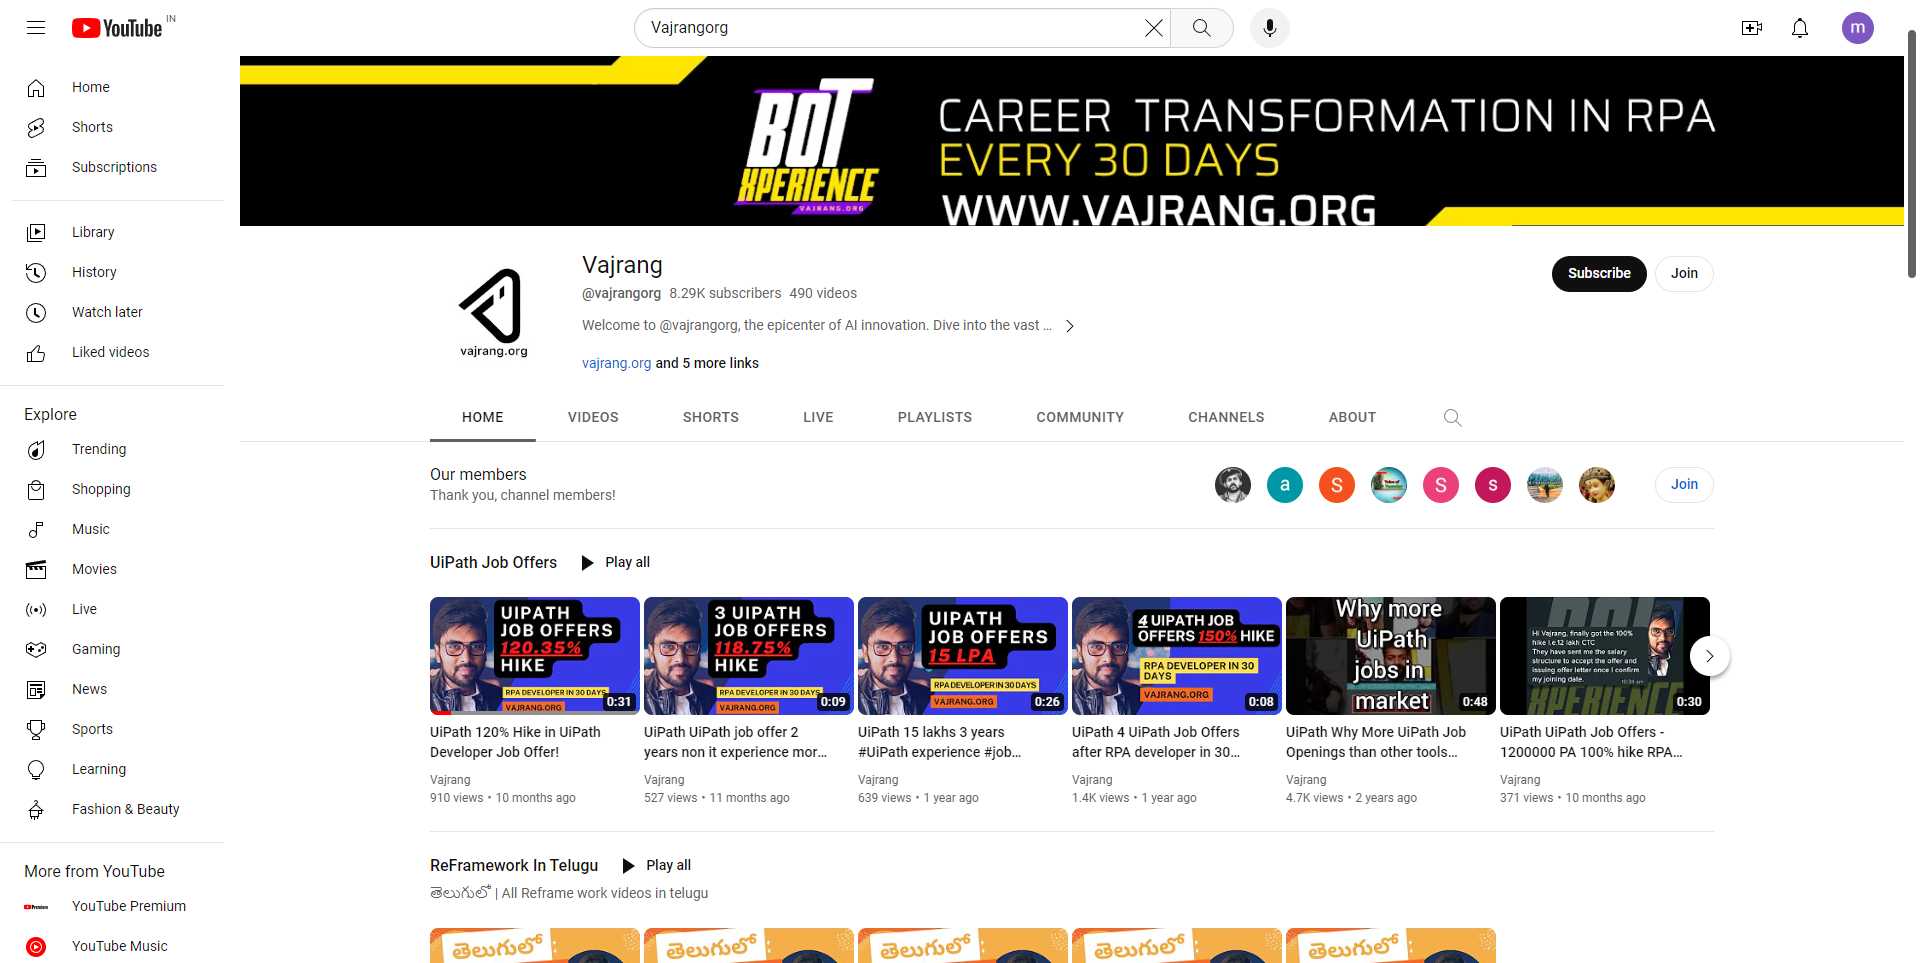 YouTube IN
Vajrangorg
m
Home
Shorts
Subscriptions
Library
History
Watch later
Liked videos
Explore
Trending
Shopping
Music
Movies
Live
Gaming
News
Sports
Learning
Fashion & Beauty
More from YouTube
YouTube Premium
YouTube Music
BOT
XPERIENCE
VAJRANG.ORG
CAREER TRANSFORMATION IN RPA
EVERY 30 DAYS
WWW.VAJRANG.ORG
vajrang.org
Vajrang
@vajrangorg 8.29K subscribers 490 videos
Welcome to @vajrangorg, the epicenter of AI innovation. Dive into the vast ...
vajrang.org and 5 more links
Subscribe
Join
HOME VIDEOS SHORTS LIVE PLAYLISTS COMMUNITY CHANNELS ABOUT
Our members
Thank you, channel members!
a S S s
Join
UiPath Job Offers Play all
UIPATH
JOB OFFERS
120.35%
HIKE
RPA DEVELOPER IN 30 DAYS
VAJRANG.ORG
0:31
UiPath 120% Hike in UiPath
Developer Job Offer!
Vajrang
910 views • 10 months ago
3 UIPATH
JOB OFFERS
118.75%
HIKE
RPA DEVELOPER IN 30 DAYS
VAJRANG.ORG
0:09
UiPath UiPath job offer 2
years non it experience mor...
Vajrang
527 views • 11 months ago
UIPATH
JOB OFFERS
15 LPA
RPA DEVELOPER IN 30 DAYS
VAJRANG.ORG
0:26
UiPath 15 lakhs 3 years
#UiPath experience #job...
Vajrang
639 views • 1 year ago
4 UIPATH JOB
OFFERS 150% HIKE
RPA DEVELOPER IN 30
DAYS
VAJRANG.ORG
0:08
UiPath 4 UiPath Job Offers
after RPA developer in 30...
Vajrang
1.4K views • 1 year ago
Why more
UiPath
jobs in
market
0:48
UiPath Why More UiPath Job
Openings than other tools...
Vajrang
4.7K views • 2 years ago
Hi Vajrang, finally got the 100%
hike i.e 12 lakh CTC
They have sent me the salary
structure to accept the offer and
issuing offer letter once I confirm
my joining date.
XPERIENCE
0:30
UiPath UiPath Job Offers -
1200000 PA 100% hike RPA...
Vajrang
371 views • 10 months ago
ReFramework In Telugu Play all
తెలుగులో | All Reframe work videos in telugu
తెలుగులో
తెలుగులో
తెలుగులో
తెలుగులో
తెలుగులో